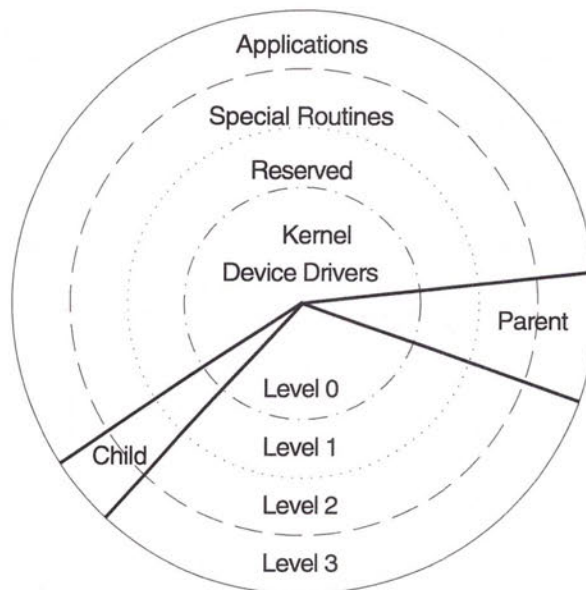 Applications
Special Routines
Reserved
Kernel
Device Drivers
Parent
Level 0
Child
Level 1
Level 2
Level 3